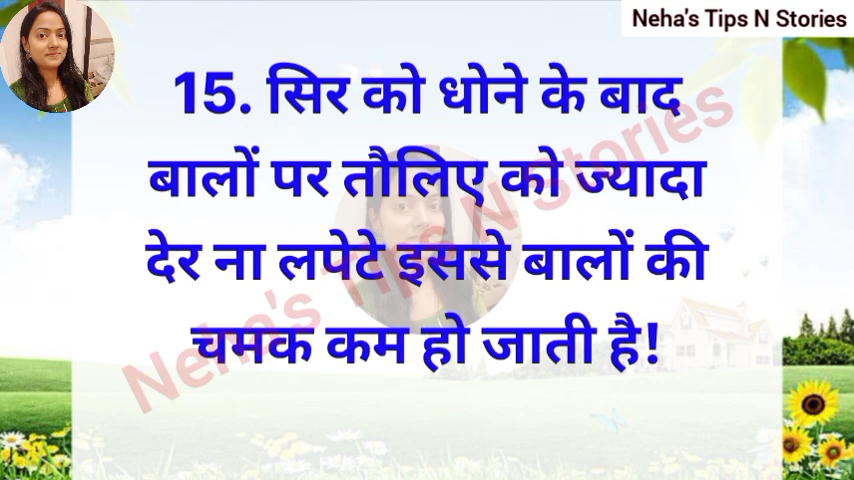 Neha's Tips N Stories
15. सिर को धोने के बाद
बालों पर तौलिए को ज्यादा
देर ना लपेटे इससे बालों की
चमक कम हो जाती है!
Neha's Tips N Stories